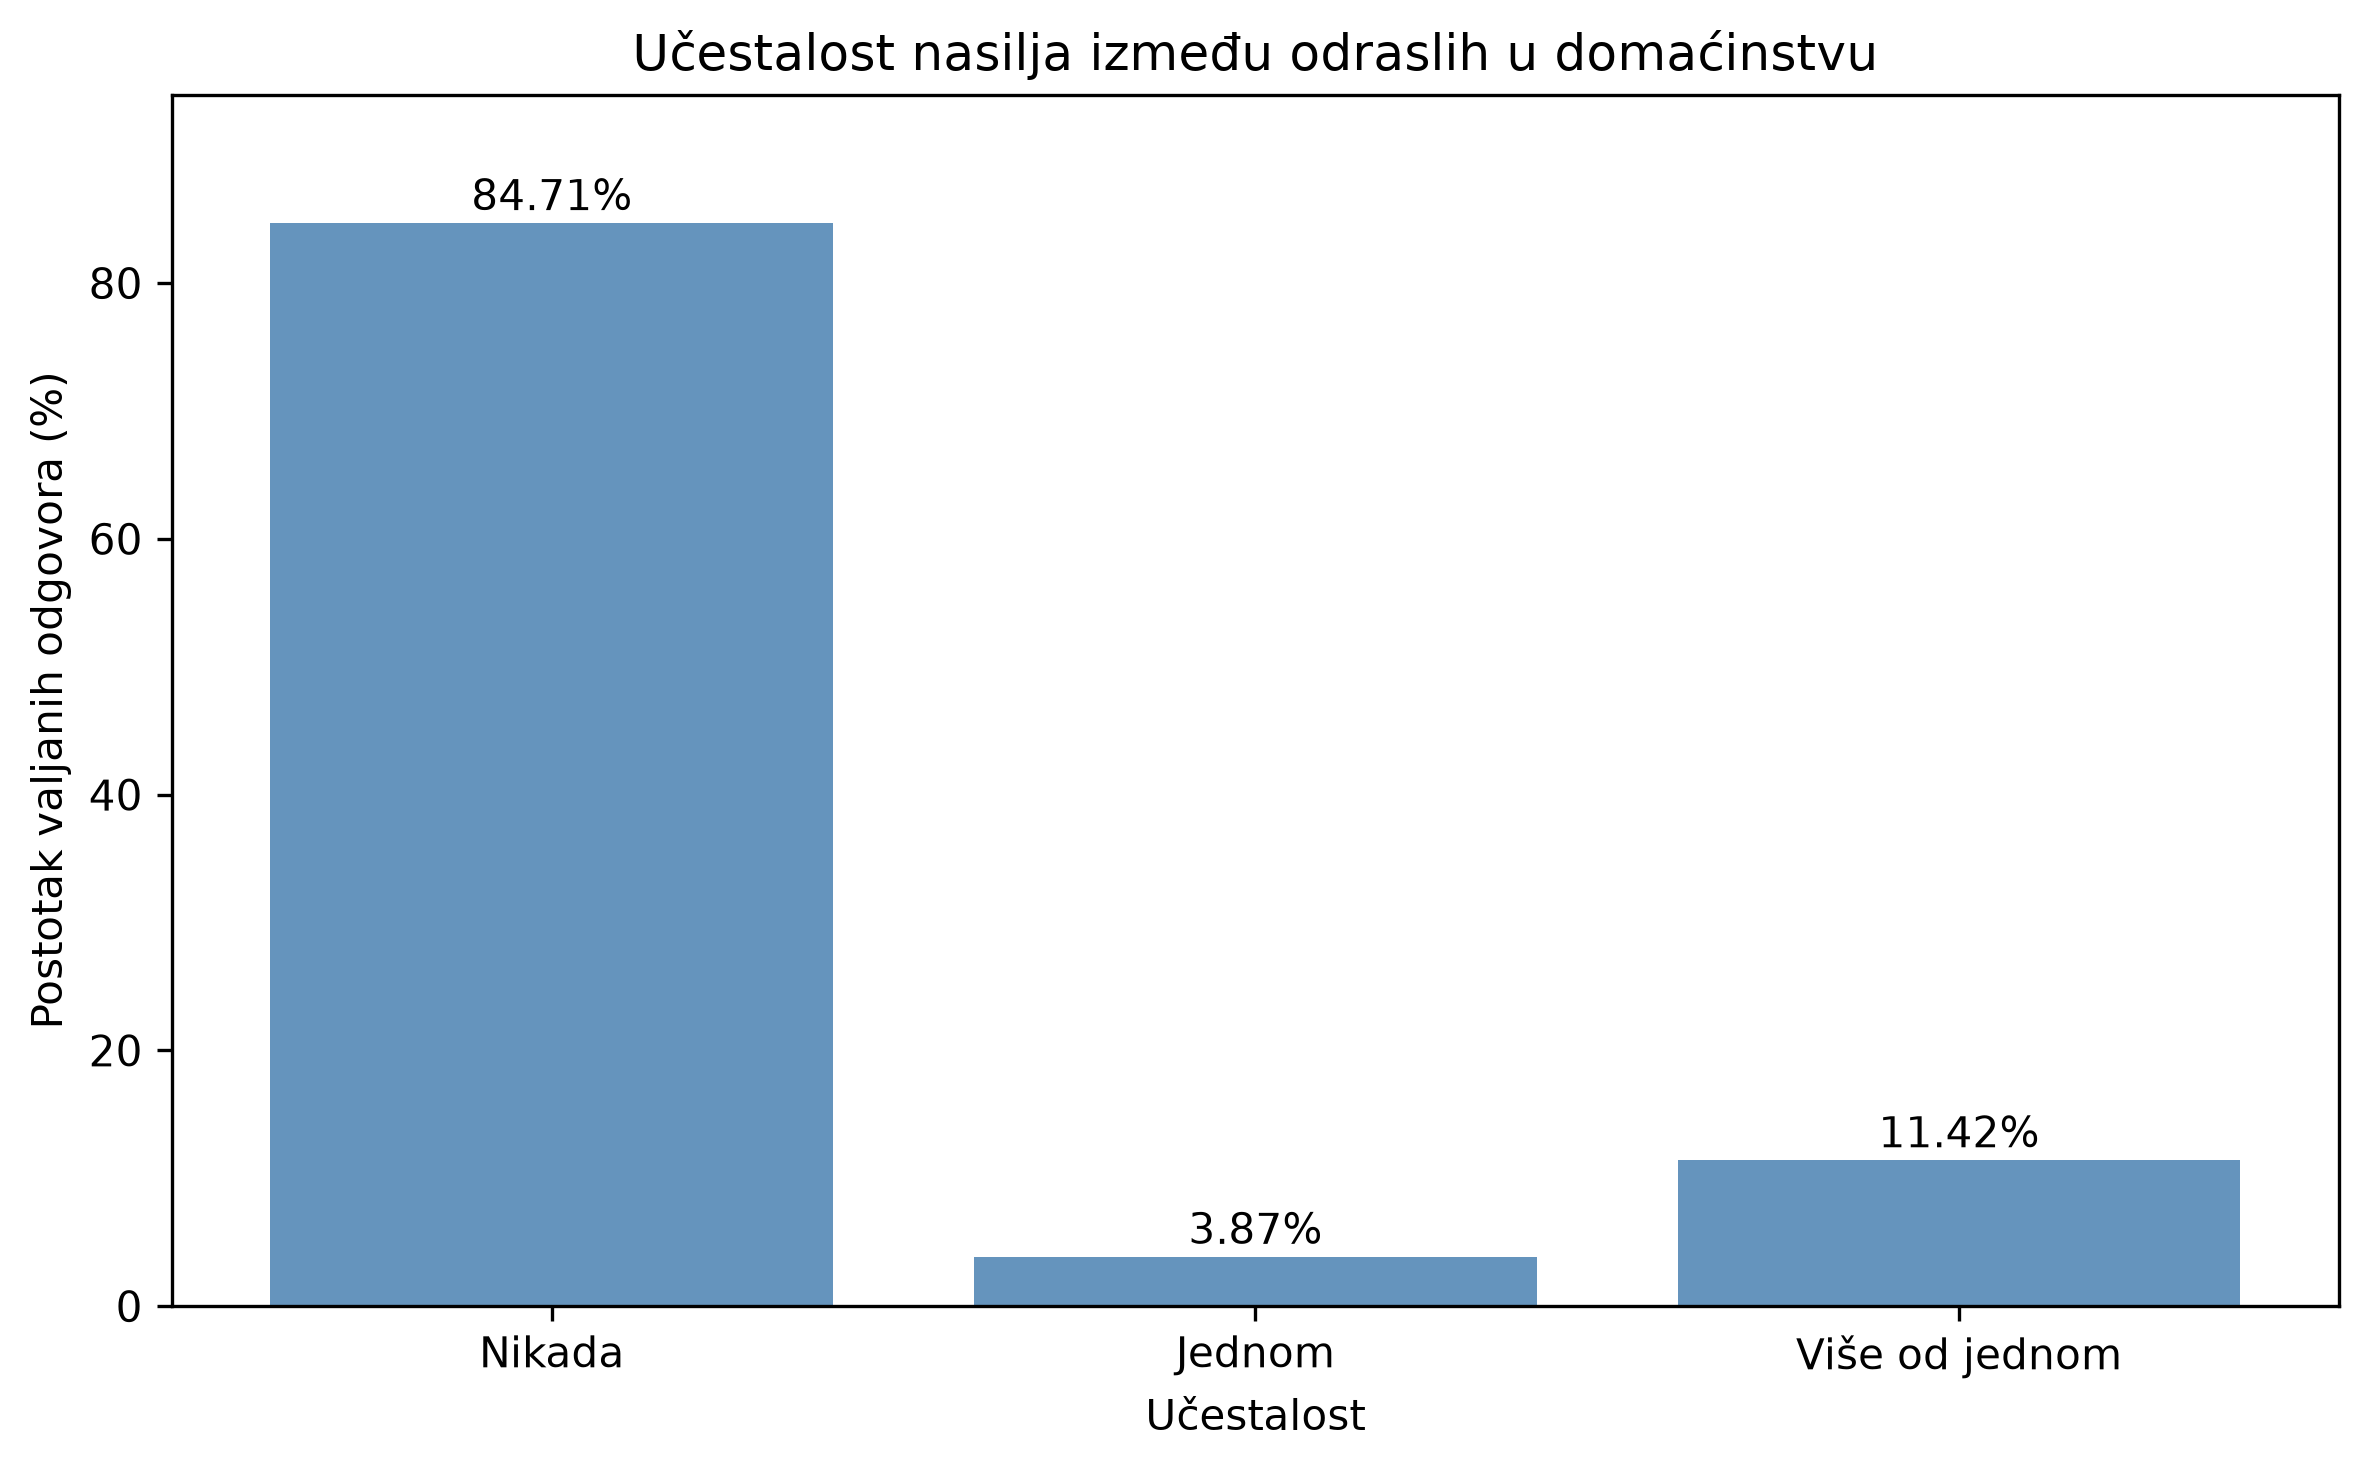 Učestalost nasilja između odraslih u domaćinstvu
Postotak valjanih odgovora (%)
80
60
40
20
0
84.71%
3.87%
11.42%
Nikada
Jednom
Više od jednom
Učestalost